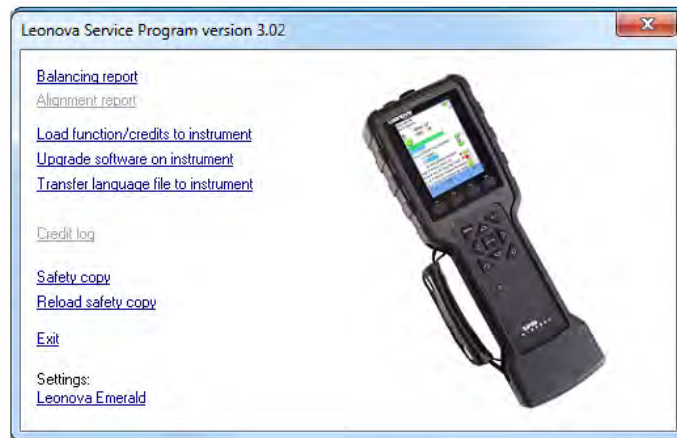 Leonova Service Program version 3.02
Balancing report
Alignment report
Load function/credits to instrument
Upgrade software on instrument
Transfer language file to instrument
Credit log
Safety copy
Reload safety copy
Exit
Settings:
Leonova Emerald